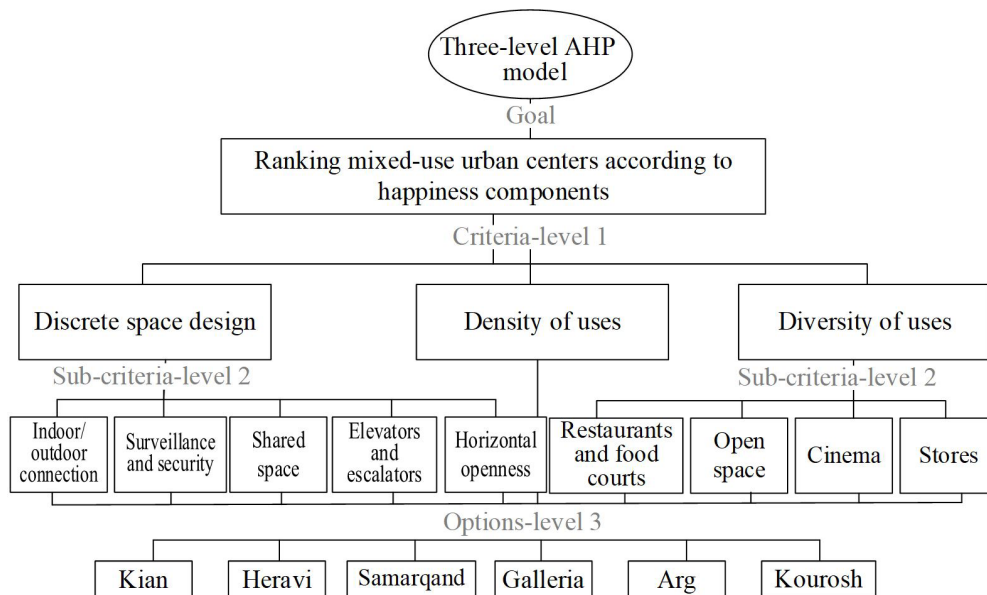 Three-level AHP
model
Goal
Ranking mixed-use urban centers according to
happiness components
Criteria-level 1
Discrete space design
Density of uses
Diversity of uses
Sub-criteria-level 2
Sub-criteria-level 2
Indoor/
outdoor
connection
Surveillance
and security
Shared
space
Elevators
and
escalators
Horizontal
openness
Restaurants
and food
courts
Open
space
Cinema
Stores
Options-level 3
Kian
Heravi
Samarqand
Galleria
Arg
Kourosh